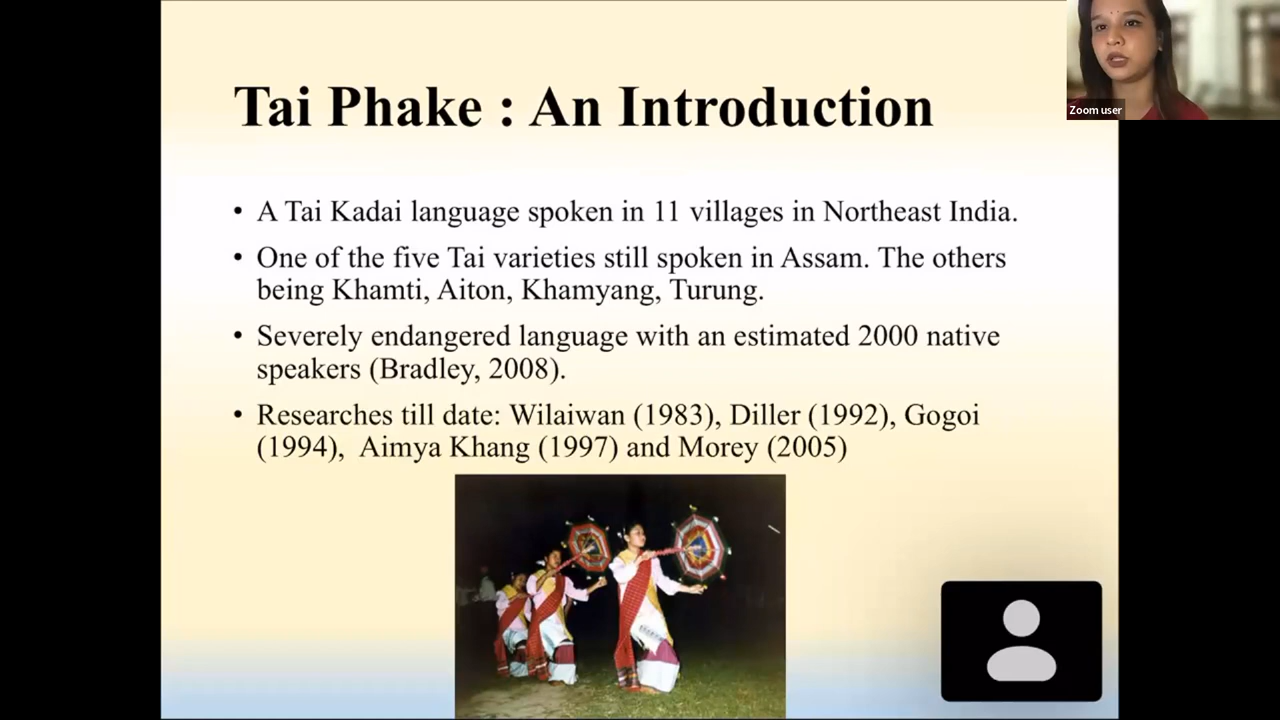 Zoom user
Tai Phake : An Introduction
• A Tai Kadai language spoken in 11 villages in Northeast India.
• One of the five Tai varieties still spoken in Assam. The others
being Khamti, Aiton, Khamyang, Turung.
• Severely endangered language with an estimated 2000 native
speakers (Bradley, 2008).
• Researches till date: Wilaiwan (1983), Diller (1992), Gogoi
(1994), Aimya Khang (1997) and Morey (2005)